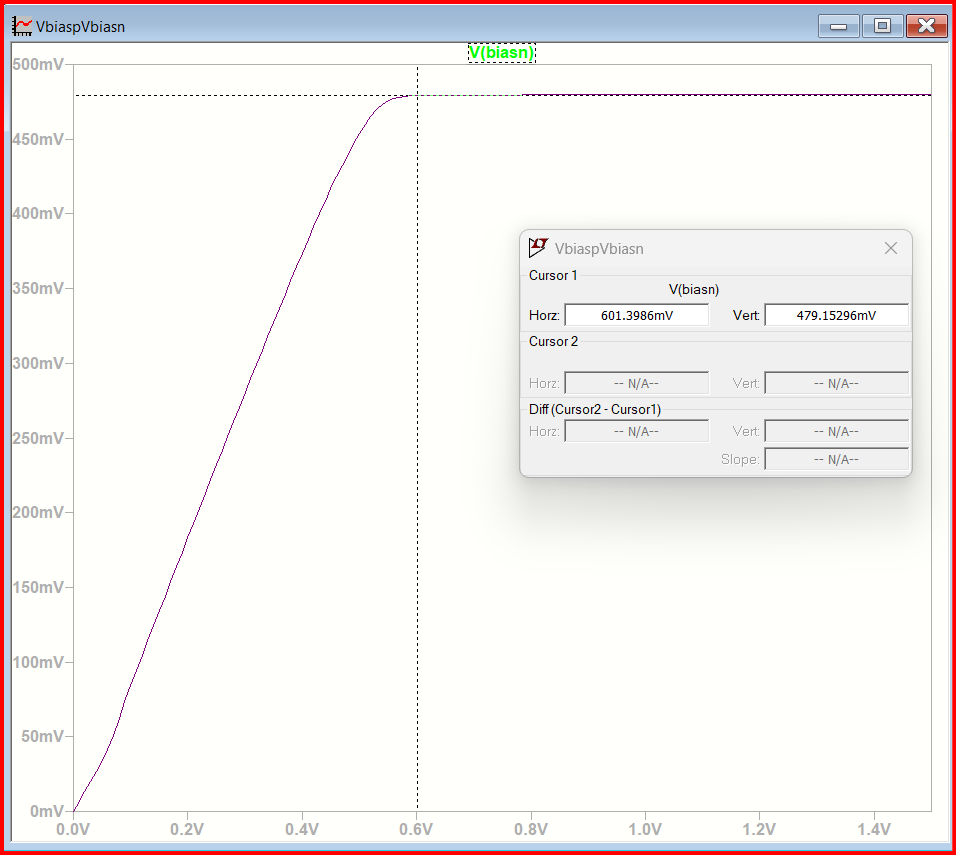 VbiaspVbiasn
V(biasn)
500mV
450mV
400mV
350mV
300mV
250mV
200mV
150mV
100mV
50mV
0mV
0.0V 0.2V 0.4V 0.6V 0.8V 1.0V 1.2V 1.4V
VbiaspVbiasn
Cursor 1
V(biasn)
Horz: 601.3986mV Vert: 479.15296mV
Cursor 2
Horz: -- N/A-- Vert: -- N/A--
Diff (Cursor2 - Cursor1)
Horz: -- N/A-- Vert: -- N/A--
Slope: -- N/A--